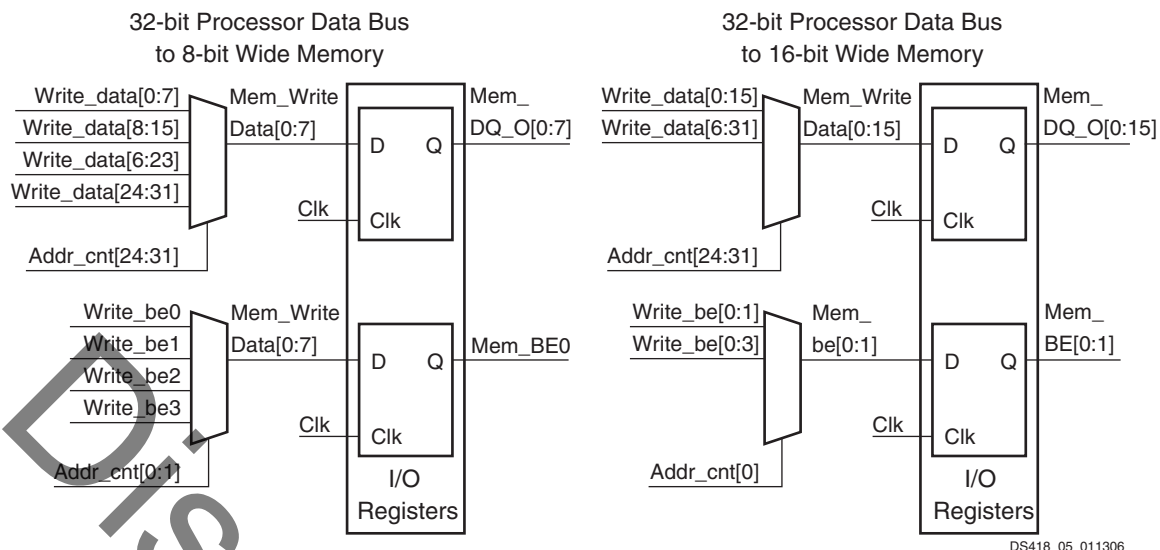 32-bit Processor Data Bus
to 8-bit Wide Memory
Write_data[0:7]
Write_data[8:15]
Write_data[6:23]
Write_data[24:31]
Addr_cnt[24:31]
Mem_Write
Data[0:7]
D
Q
Clk
Clk
Mem_
DQ_O[0:7]
Write_be0
Write_be1
Write_be2
Write_be3
Addr_cnt[0:1]
Mem_Write
Data[0:7]
D
Q
Clk
Clk
Mem_BE0
I/O
Registers
32-bit Processor Data Bus
to 16-bit Wide Memory
Write_data[0:15]
Write_data[6:31]
Addr_cnt[24:31]
Mem_Write
Data[0:15]
D
Q
Clk
Clk
Mem_
DQ_O[0:15]
Write_be[0:1]
Write_be[0:3]
Addr_cnt[0]
Mem_
be[0:1]
D
Q
Clk
Clk
Mem_
BE[0:1]
I/O
Registers
DS418_05_011306
Dis